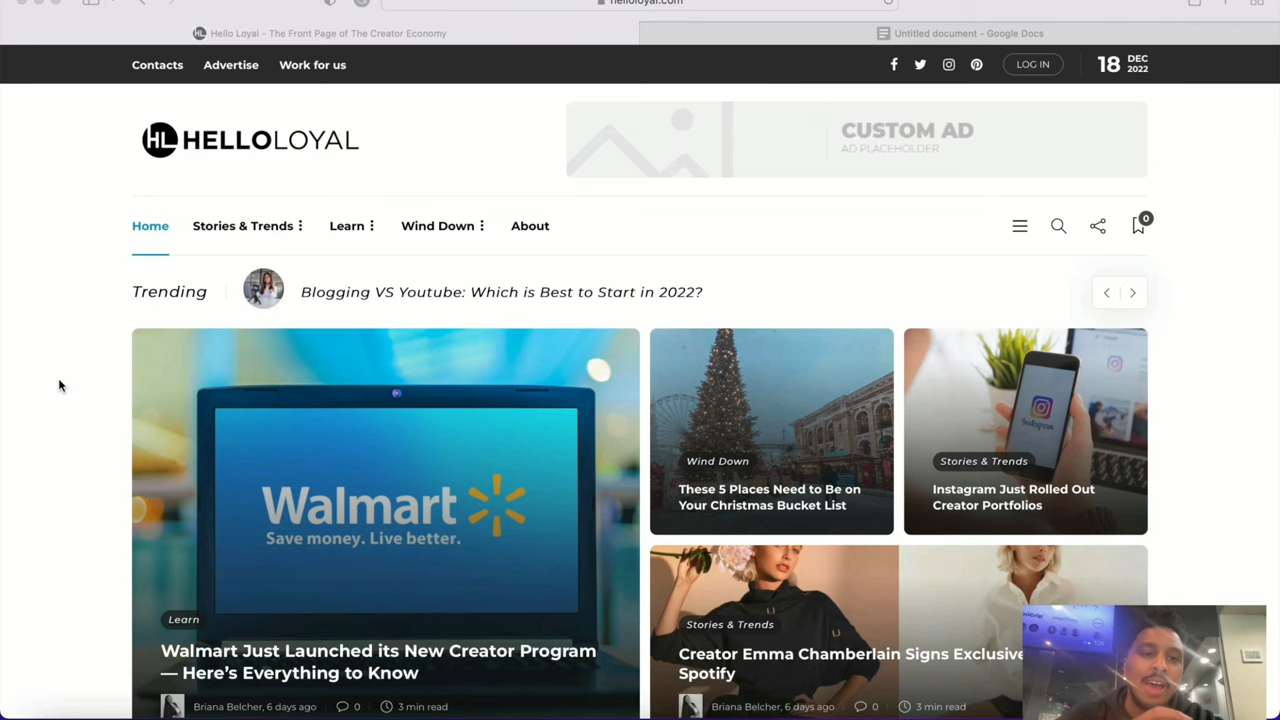 helloloyal.com
Hello Loyal - The Front Page of The Creator Economy
Untitled document - Google Docs
Contacts
Advertise
Work for us
LOG IN
18
DEC
2022
HL HELLOLOYAL
CUSTOM AD
AD PLACEHOLDER
Home
Stories & Trends
Learn
Wind Down
About
0
Trending
Blogging VS Youtube: Which is Best to Start in 2022?
Walmart
Save money. Live better.
Learn
Walmart Just Launched its New Creator Program
— Here’s Everything to Know
Briana Belcher, 6 days ago
0
3 min read
Wind Down
These 5 Places Need to Be on
Your Christmas Bucket List
Instagram
Stories & Trends
Instagram Just Rolled Out
Creator Portfolios
Stories & Trends
Creator Emma Chamberlain Signs Exclusive
Spotify
Briana Belcher, 6 days ago
0
3 min read